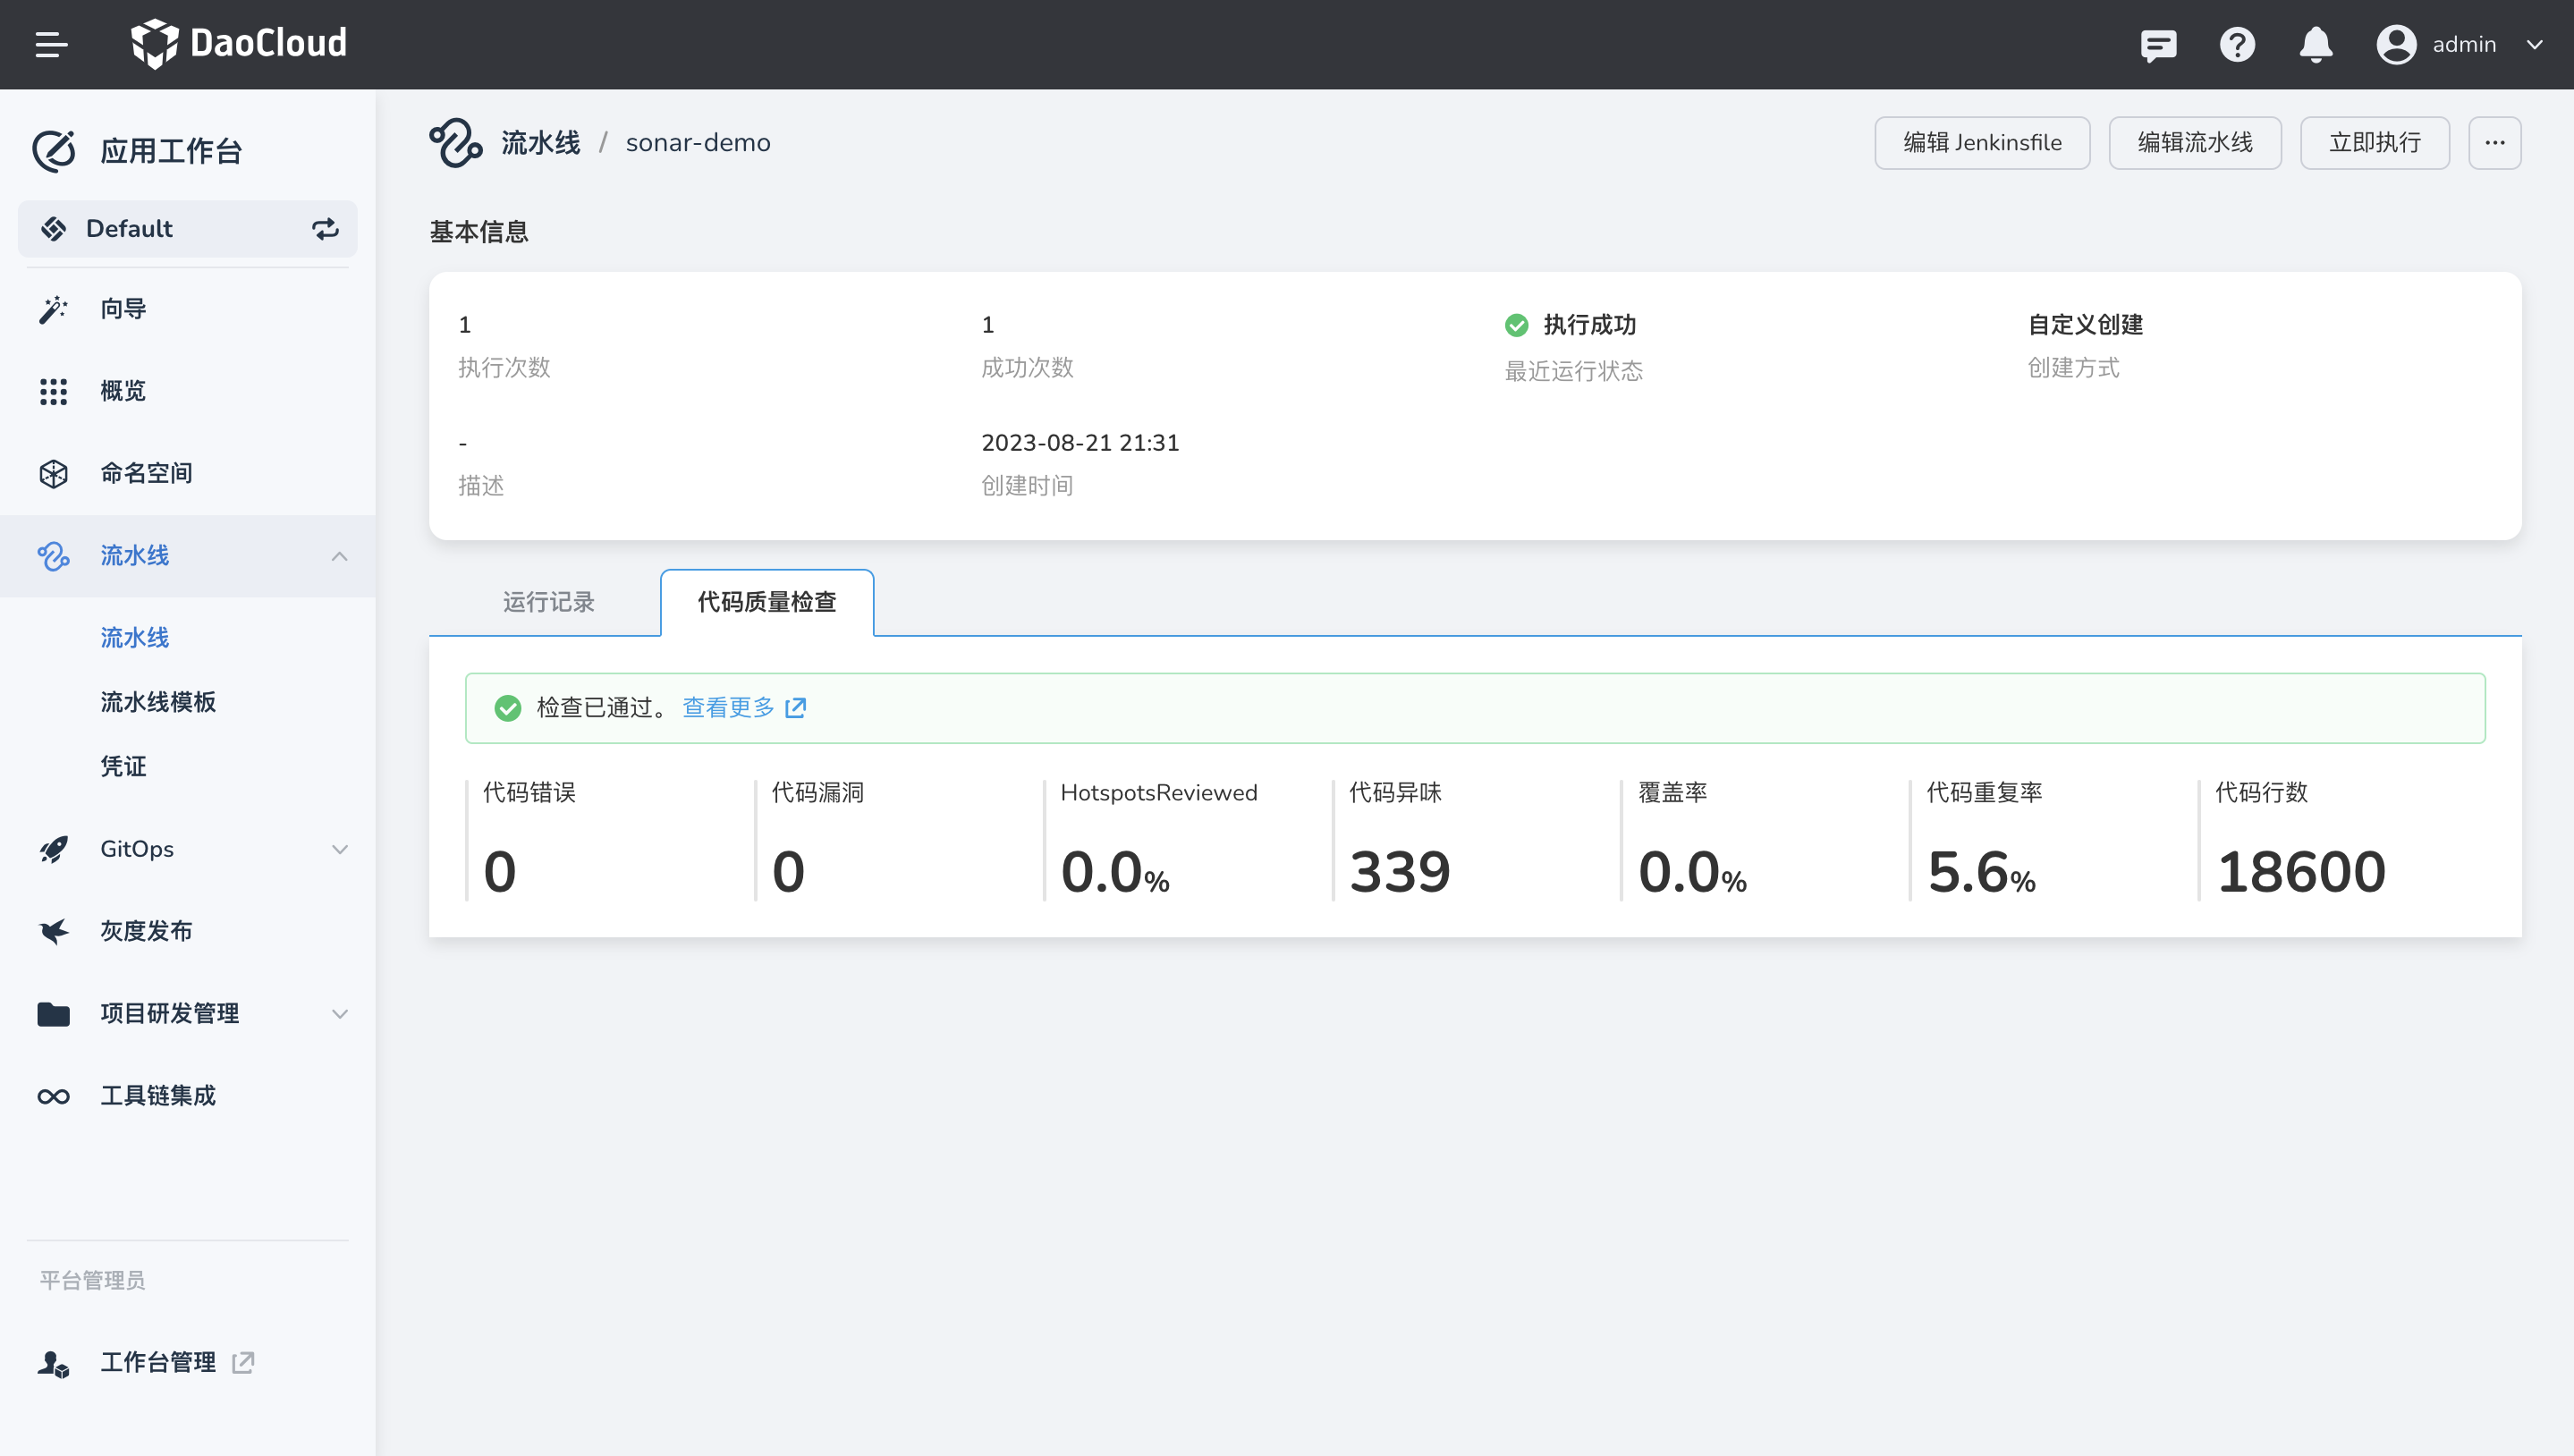 DaoCloud
admin
应用工作台
Default
向导
概览
命名空间
流水线
流水线
流水线模板
凭证
GitOps
灰度发布
项目研发管理
工具链集成
平台管理员
工作台管理
流水线 / sonar-demo
编辑 Jenkinsfile
编辑流水线
立即执行
基本信息
1
执行次数
1
成功次数
执行成功
最近运行状态
自定义创建
创建方式
-
描述
2023-08-21 21:31
创建时间
运行记录
代码质量检查
检查已通过。 查看更多
代码错误
0
代码漏洞
0
HotspotsReviewed
0.0%
代码异味
339
覆盖率
0.0%
代码重复率
5.6%
代码行数
18600